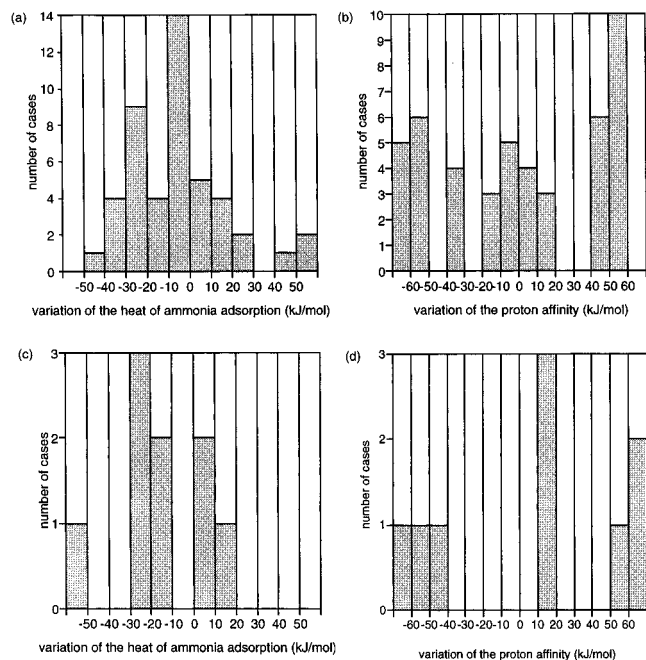 (a)
14
12
10
8
6
4
2
0
number of cases
-50 -40 -30 -20 -10 0 10 20 30 40 50
variation of the heat of ammonia adsorption (kJ/mol)
(b)
10
9
8
7
6
5
4
3
2
1
0
number of cases
-60 -50 -40 -30 -20 -10 0 10 20 30 40 50 60
variation of the proton affinity (kJ/mol)
(c)
3
2
1
0
number of cases
-50 -40 -30 -20 -10 0 10 20 30 40 50
variation of the heat of ammonia adsorption (kJ/mol)
(d)
3
2
1
0
number of cases
-60 -50 -40 -30 -20 -10 0 10 20 30 40 50 60
variation of the proton affinity (kJ/mol)